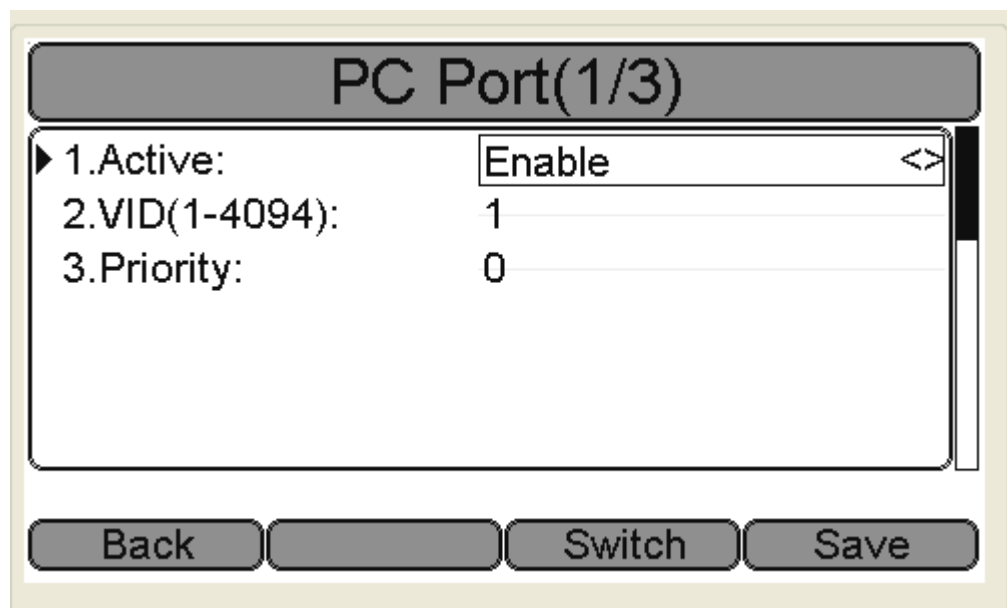 PC Port(1/3)
1.Active: Enable <>
2.VID(1-4094): 1
3.Priority: 0
Back Switch Save